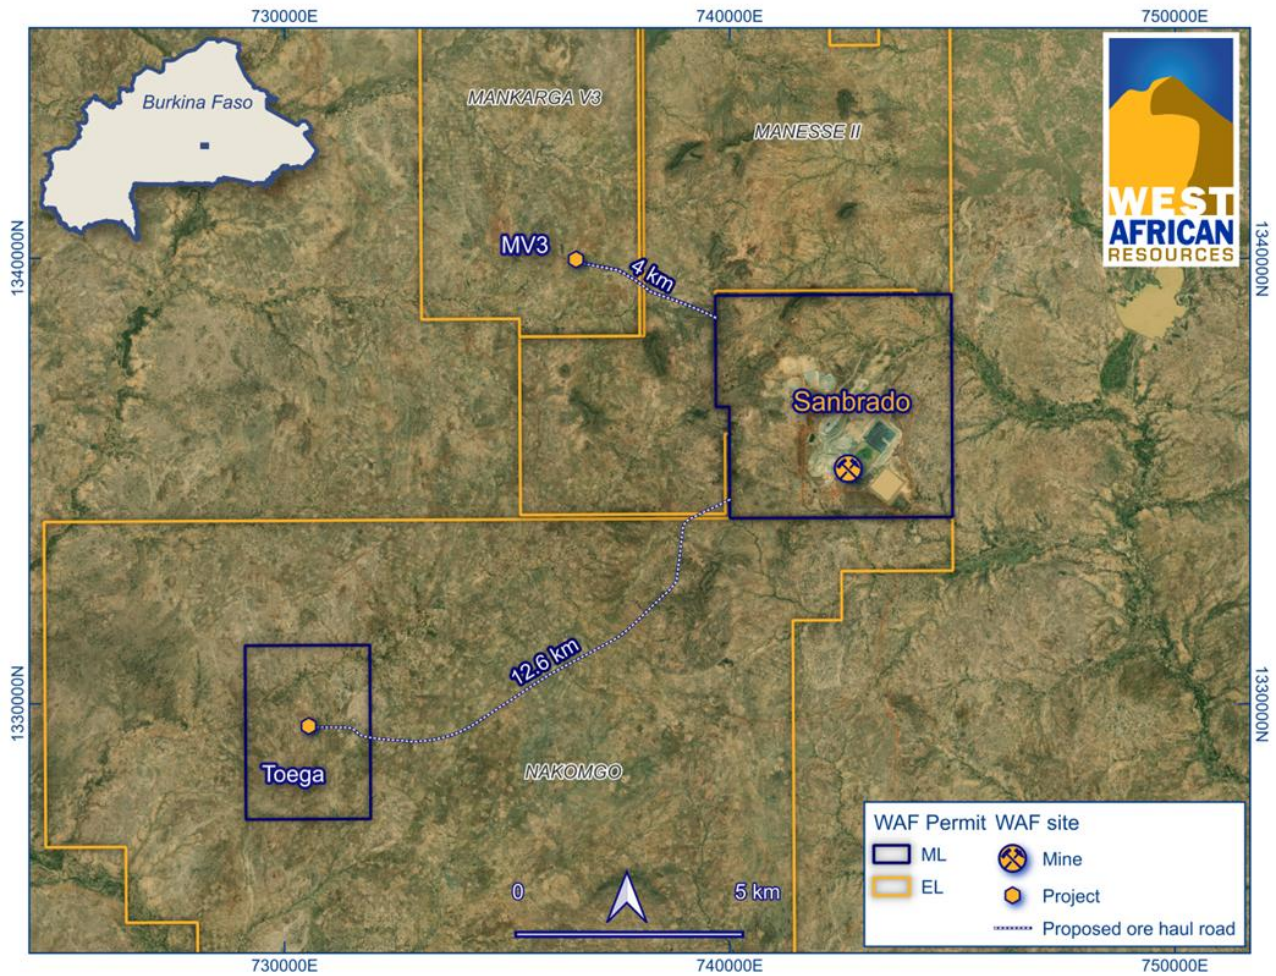 730000E
740000E
750000E
Burkina Faso
MANKARGA V3
MANESSE II
WEST
AFRICAN
RESOURCES
1340000N
1340000N
MV3
4 km
Sanbrado
12.6 km
1330000N
1330000N
Toega
NAKOMGO
0
5 km
WAF Permit
ML
EL
WAF site
Mine
Project
Proposed ore haul road
730000E
740000E
750000E